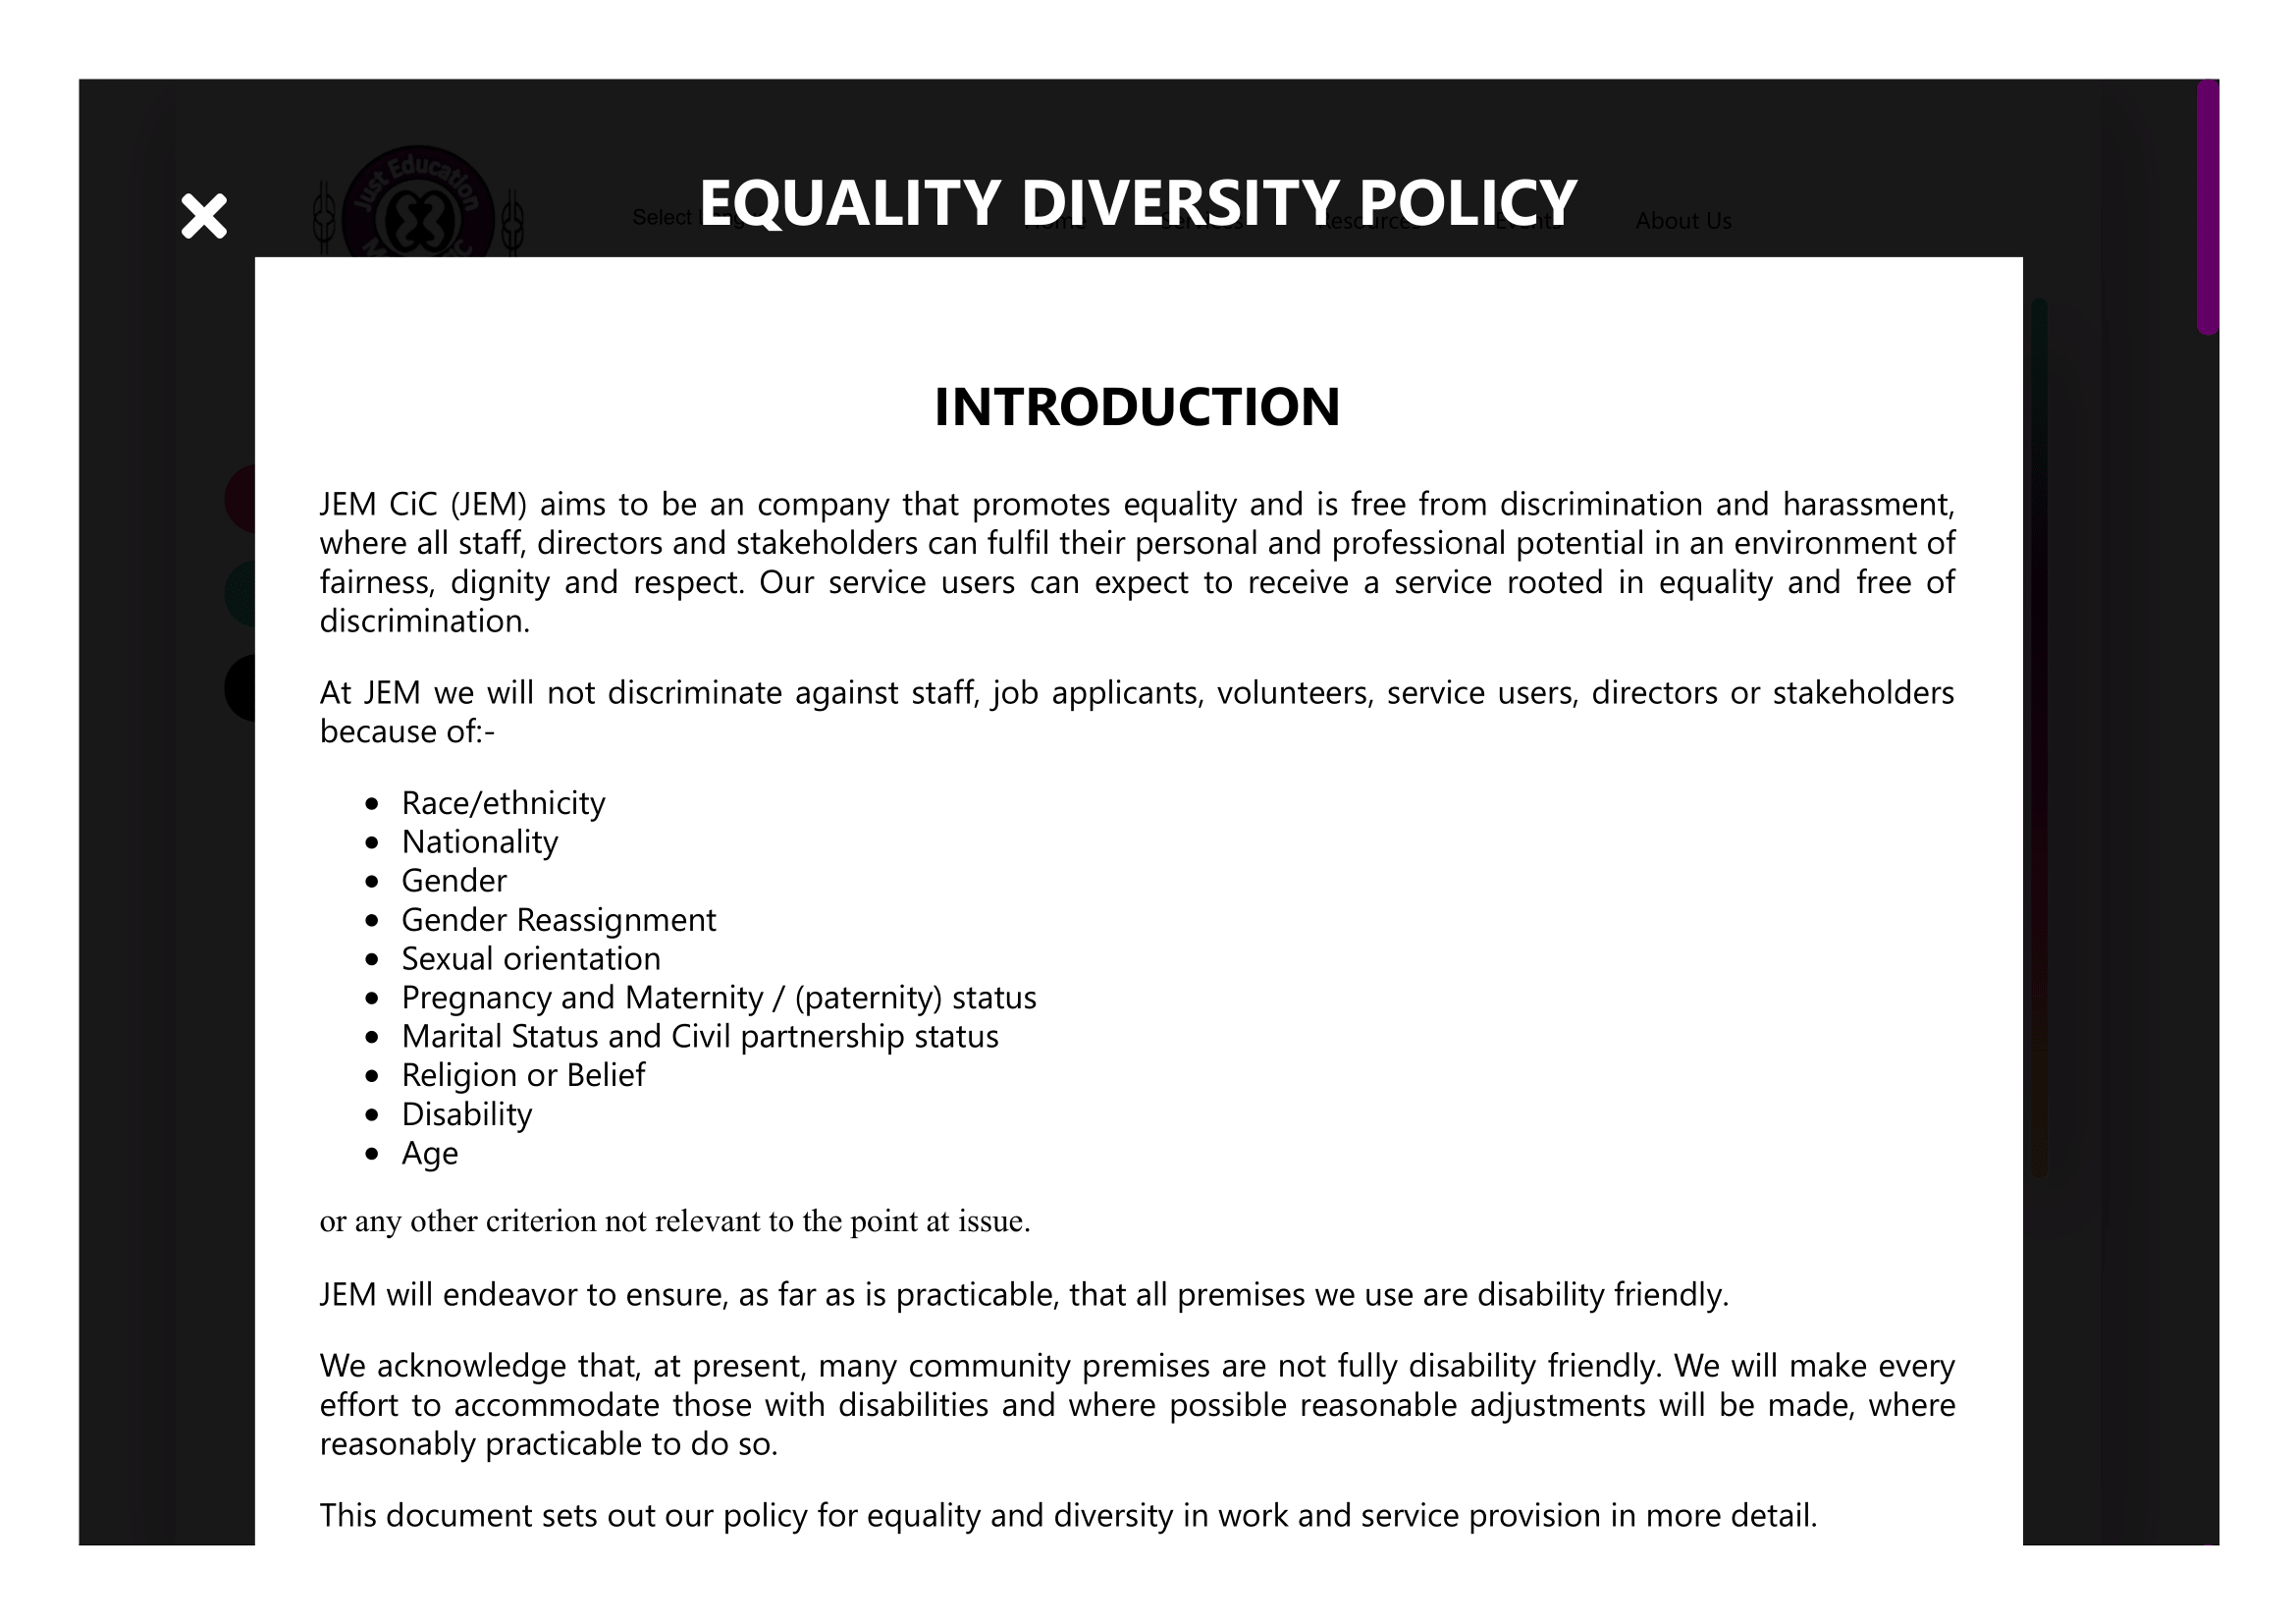 Just Education
EQUALITY DIVERSITY POLICY
Select
Home
Services
Resources
Events
About Us
INTRODUCTION
JEM CiC (JEM) aims to be an company that promotes equality and is free from discrimination and harassment,
where all staff, directors and stakeholders can fulfil their personal and professional potential in an environment of
fairness, dignity and respect. Our service users can expect to receive a service rooted in equality and free of
discrimination.
At JEM we will not discriminate against staff, job applicants, volunteers, service users, directors or stakeholders
because of:-
• Race/ethnicity
• Nationality
• Gender
• Gender Reassignment
• Sexual orientation
• Pregnancy and Maternity / (paternity) status
• Marital Status and Civil partnership status
• Religion or Belief
• Disability
• Age
or any other criterion not relevant to the point at issue.
JEM will endeavor to ensure, as far as is practicable, that all premises we use are disability friendly.
We acknowledge that, at present, many community premises are not fully disability friendly. We will make every
effort to accommodate those with disabilities and where possible reasonable adjustments will be made, where
reasonably practicable to do so.
This document sets out our policy for equality and diversity in work and service provision in more detail.